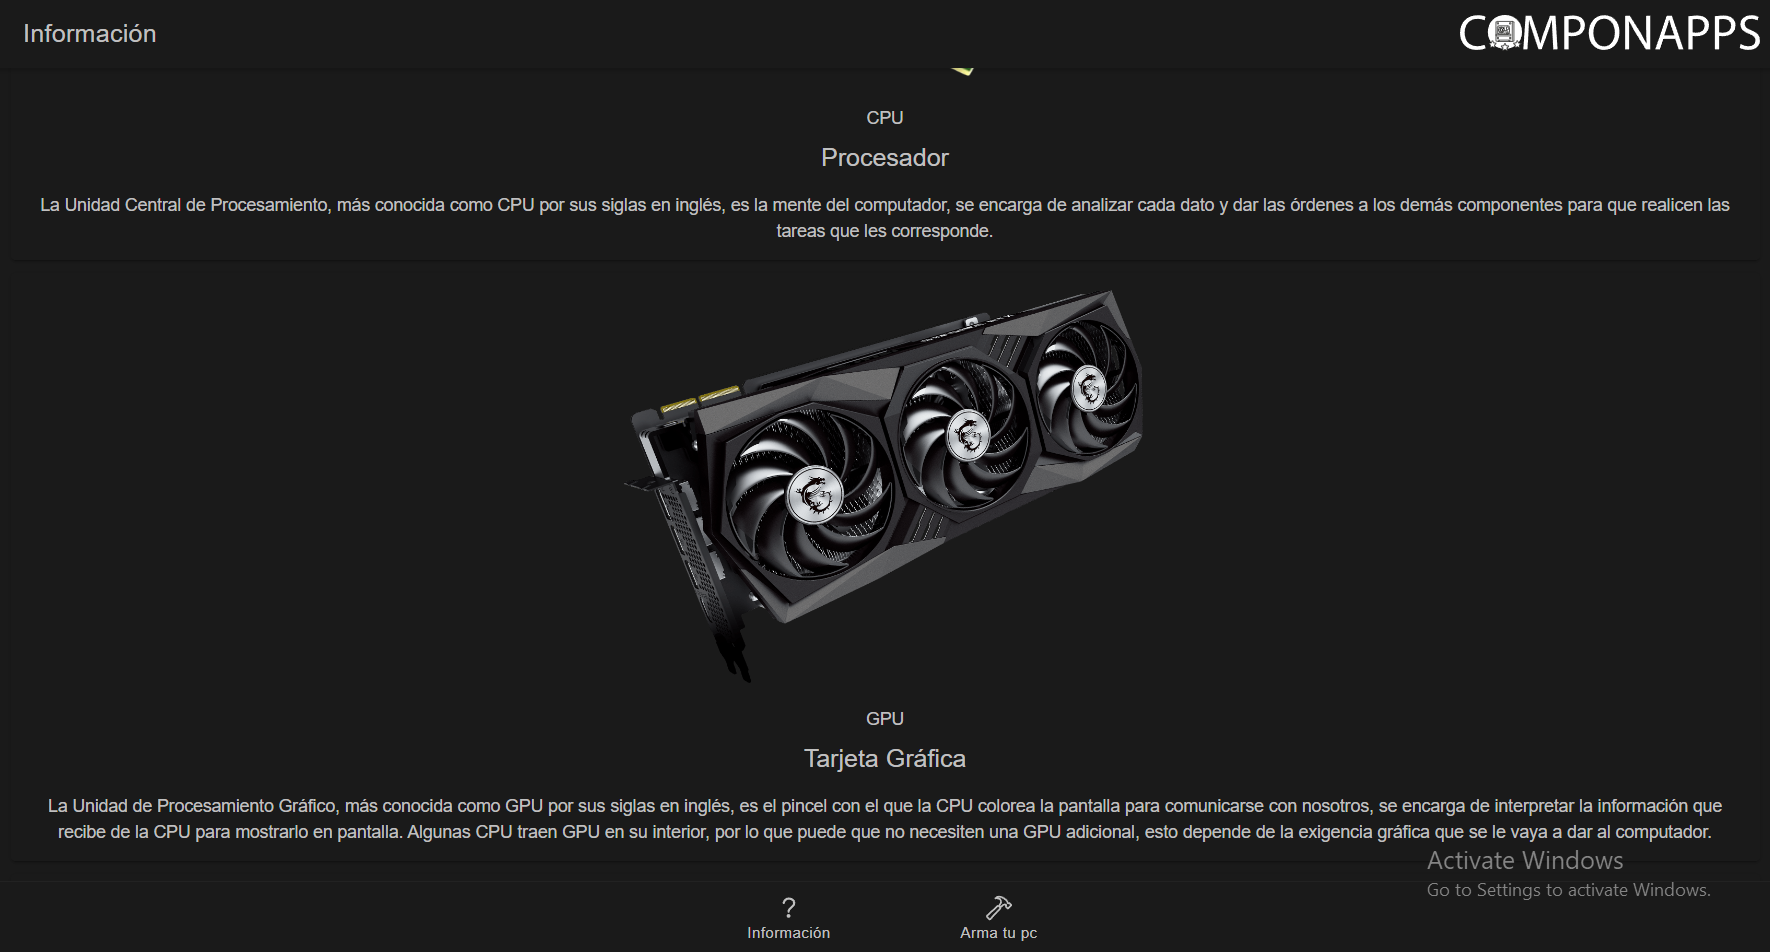 Información
COMPONAPPS
CPU
Procesador
La Unidad Central de Procesamiento, más conocida como CPU por sus siglas en inglés, es la mente del computador, se encarga de analizar cada dato y dar las órdenes a los demás componentes para que realicen las
tareas que les corresponde.
GPU
Tarjeta Gráfica
La Unidad de Procesamiento Gráfico, más conocida como GPU por sus siglas en inglés, es el pincel con el que la CPU colorea la pantalla para comunicarse con nosotros, se encarga de interpretar la información que
recibe de la CPU para mostrarlo en pantalla. Algunas CPU traen GPU en su interior, por lo que puede que no necesiten una GPU adicional, esto depende de la exigencia gráfica que se le vaya a dar al computador.
Activate Windows
Go to Settings to activate Windows.
?
Información
Arma tu pc